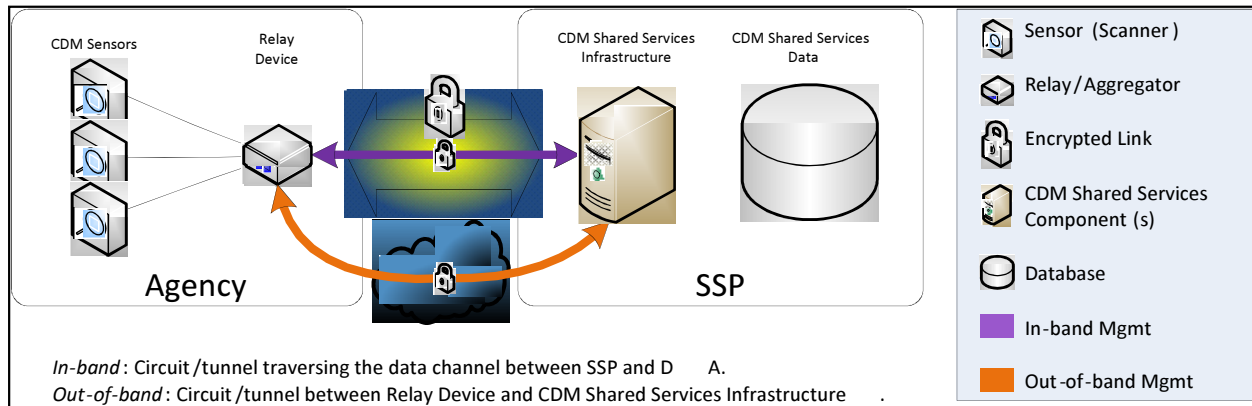 CDM Sensors
Relay
Device
CDM Shared Services
Infrastructure
CDM Shared Services
Data
Agency
SSP
In-band : Circuit/tunnel traversing the data channel between SSP and D A.
Out-of-band : Circuit/tunnel between Relay Device and CDM Shared Services Infrastructure .
Sensor (Scanner)
Relay/Aggregator
Encrypted Link
CDM Shared Services
Component (s)
Database
In-band Mgmt
Out-of-band Mgmt